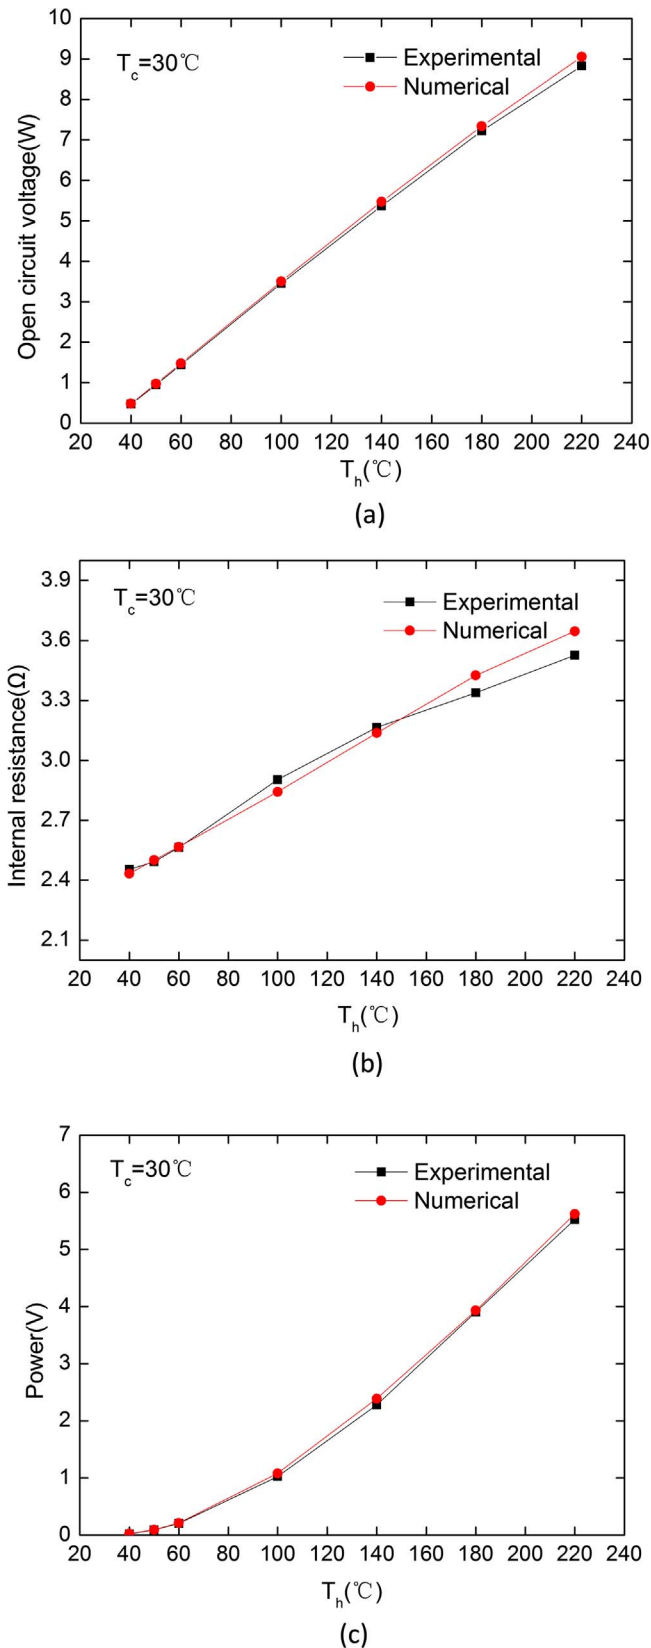 10
9
8
7
6
5
4
3
2
1
0
Open circuit voltage(W)
T_c=30℃
Experimental
Numerical
20 40 60 80 100 120 140 160 180 200 220 240
T_h(℃)
(a)
3.9
3.6
3.3
3.0
2.7
2.4
2.1
Internal resistance(Ω)
T_c=30℃
Experimental
Numerical
20 40 60 80 100 120 140 160 180 200 220 240
T_h(℃)
(b)
7
6
5
4
3
2
1
0
Power(V)
T_c=30℃
Experimental
Numerical
20 40 60 80 100 120 140 160 180 200 220 240
T_h(℃)
(c)